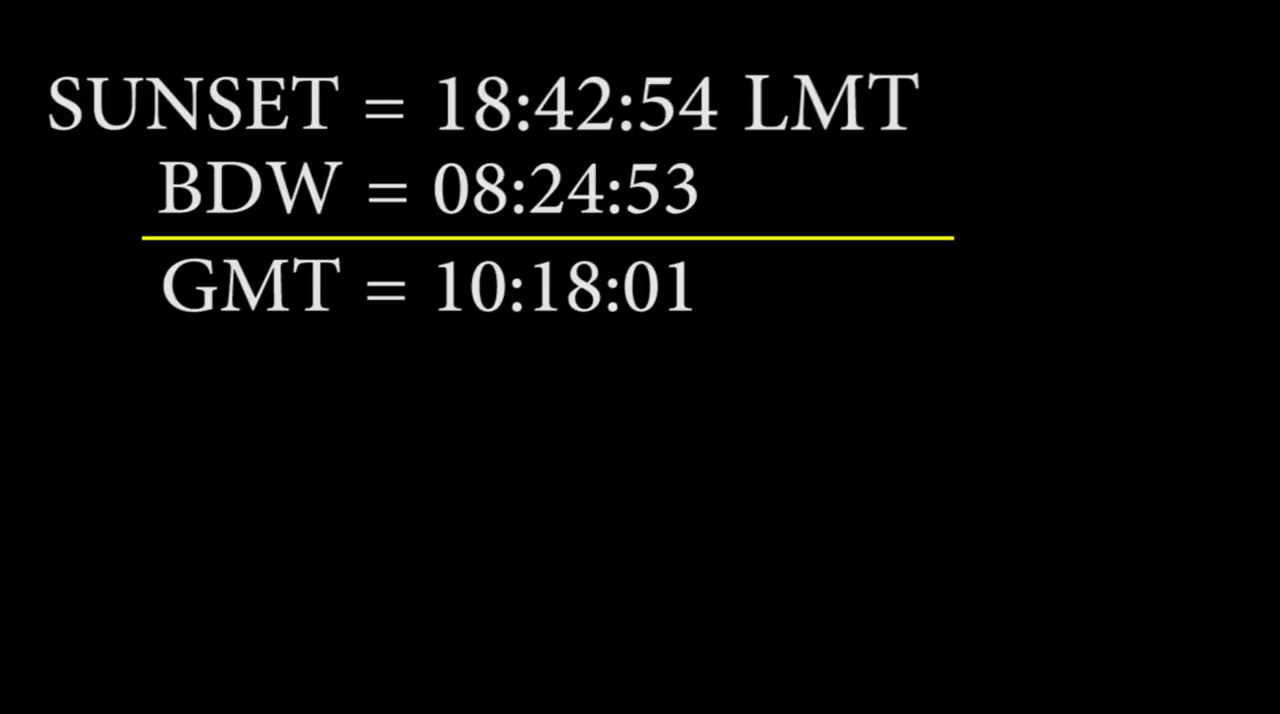 SUNSET = 18:42:54 LMT
BDW = 08:24:53
GMT = 10:18:01